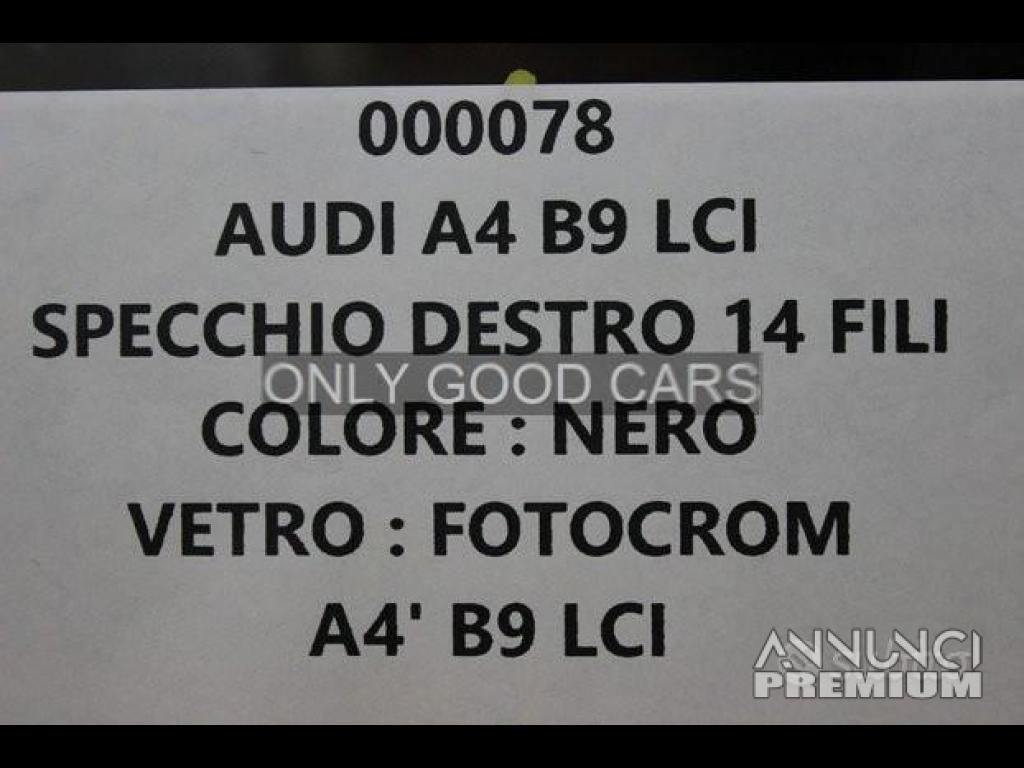 000078
AUDI A4 B9 LCI
SPECCHIO DESTRO 14 FILI
ONLY GOOD CARS
COLORE : NERO
VETRO : FOTOCROM
A4' B9 LCI
ANNUNCI
PREMIUM